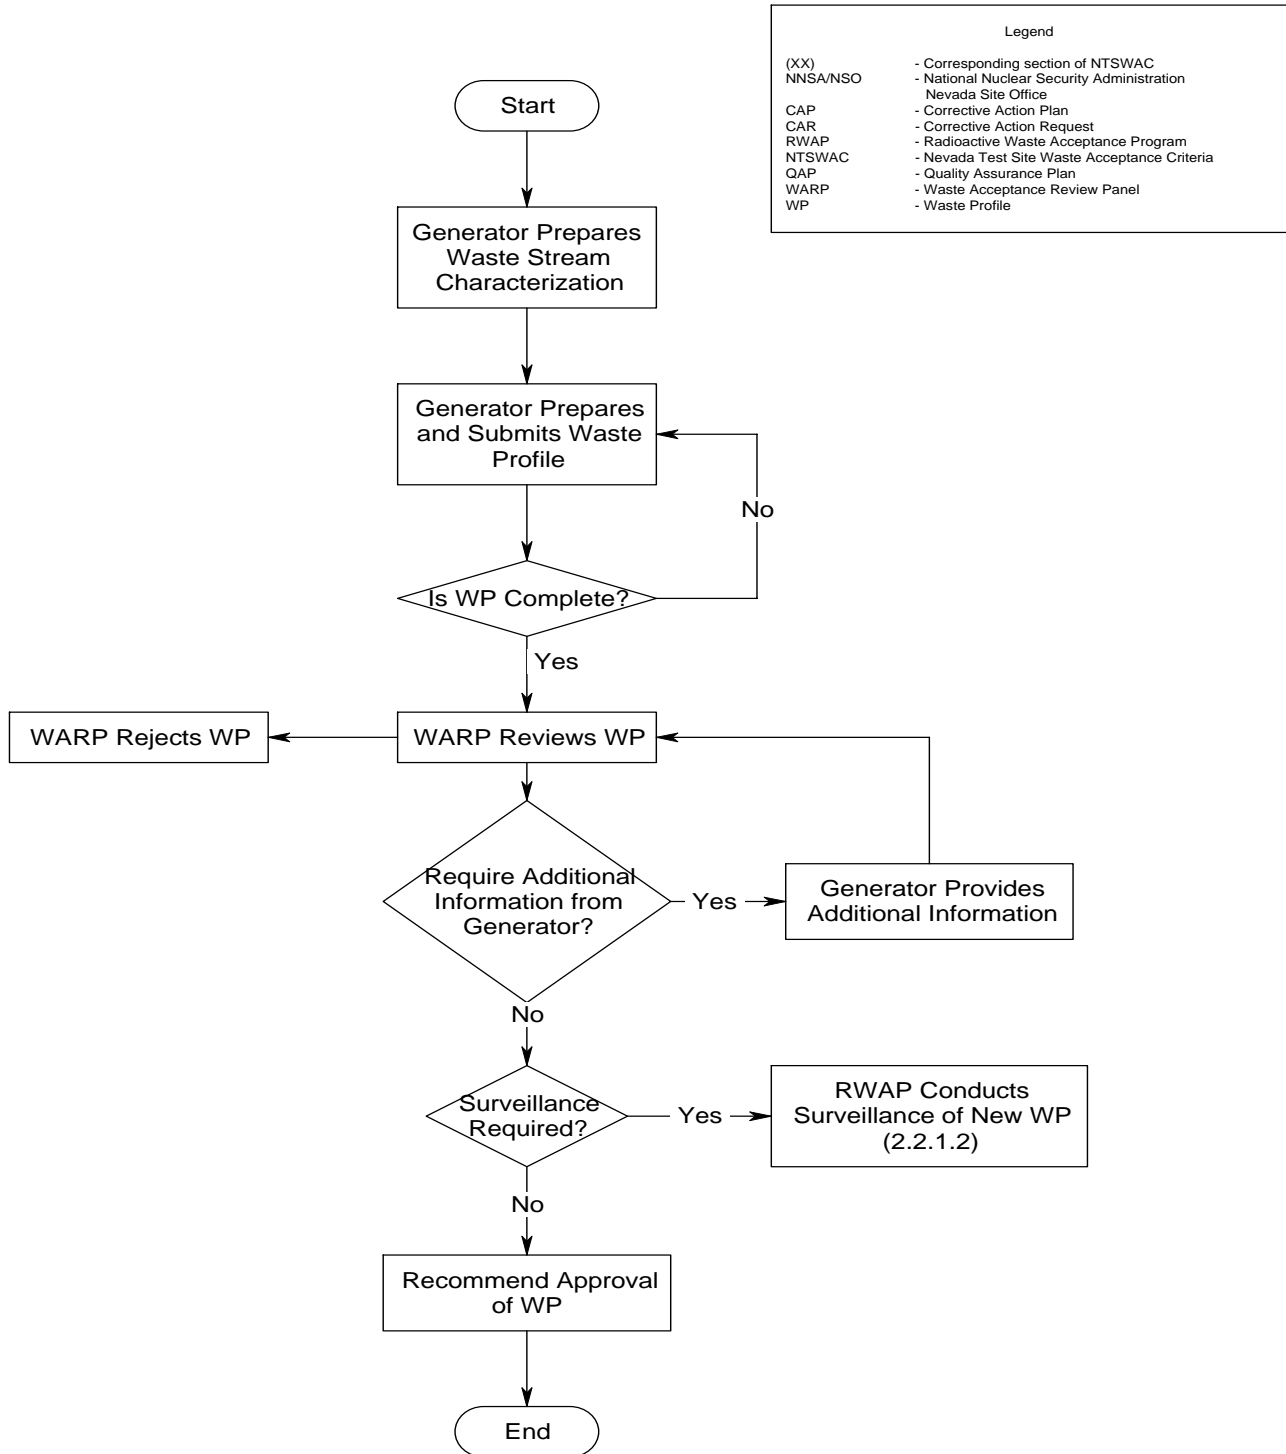 Legend
(XX) - Corresponding section of NTSWAC
NNSA/NSO - National Nuclear Security Administration
Nevada Site Office
CAP - Corrective Action Plan
CAR - Corrective Action Request
RWAP - Radioactive Waste Acceptance Program
NTSWAC - Nevada Test Site Waste Acceptance Criteria
QAP - Quality Assurance Plan
WARP - Waste Acceptance Review Panel
WP - Waste Profile
Start
Generator Prepares
Waste Stream
Characterization
Generator Prepares
and Submits Waste
Profile
No
Is WP Complete?
Yes
WARP Rejects WP
WARP Reviews WP
Require Additional
Information from
Generator?
Yes
Generator Provides
Additional Information
No
Surveillance
Required?
Yes
RWAP Conducts
Surveillance of New WP
(2.2.1.2)
No
Recommend Approval
of WP
End